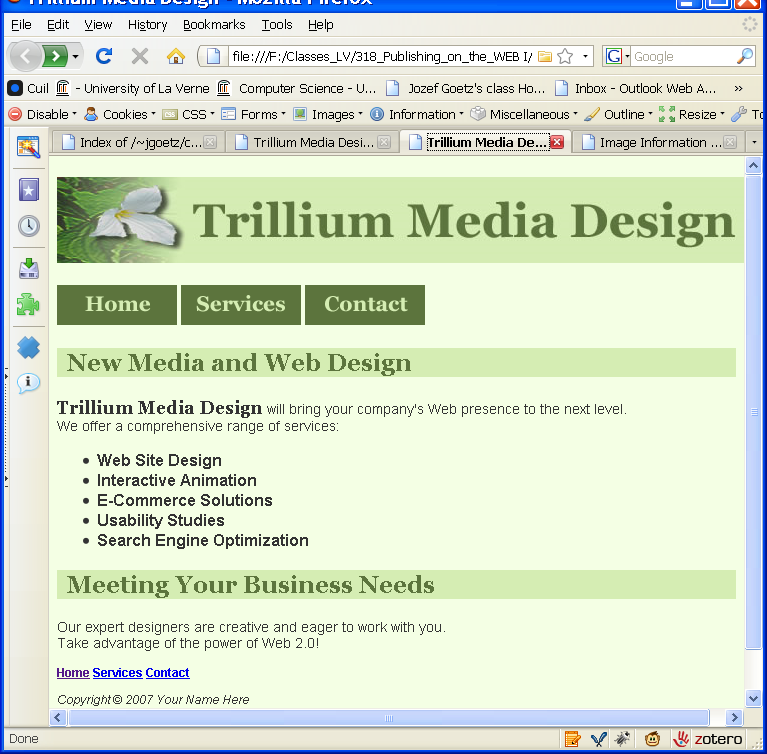 Trillium Media Design - Mozilla Firefox
File Edit View History Bookmarks Tools Help
file:///F:/Classes_LV/318_Publishing_on_the_WEB I/ G Google
Cuil - University of La Verne Computer Science - U... Jozef Goetz's class Ho... Inbox - Outlook Web A... »
Disable Cookies CSS Forms Images Information Miscellaneous Outline Resize To
Index of /~jgoetz/c... Trillium Media Desi... Trillium Media De... Image Information ...
Trillium Media Design
Home Services Contact
New Media and Web Design
Trillium Media Design will bring your company's Web presence to the next level.
We offer a comprehensive range of services:
• Web Site Design
• Interactive Animation
• E-Commerce Solutions
• Usability Studies
• Search Engine Optimization
Meeting Your Business Needs
Our expert designers are creative and eager to work with you.
Take advantage of the power of Web 2.0!
Home Services Contact
Copyright© 2007 Your Name Here
Done zotero